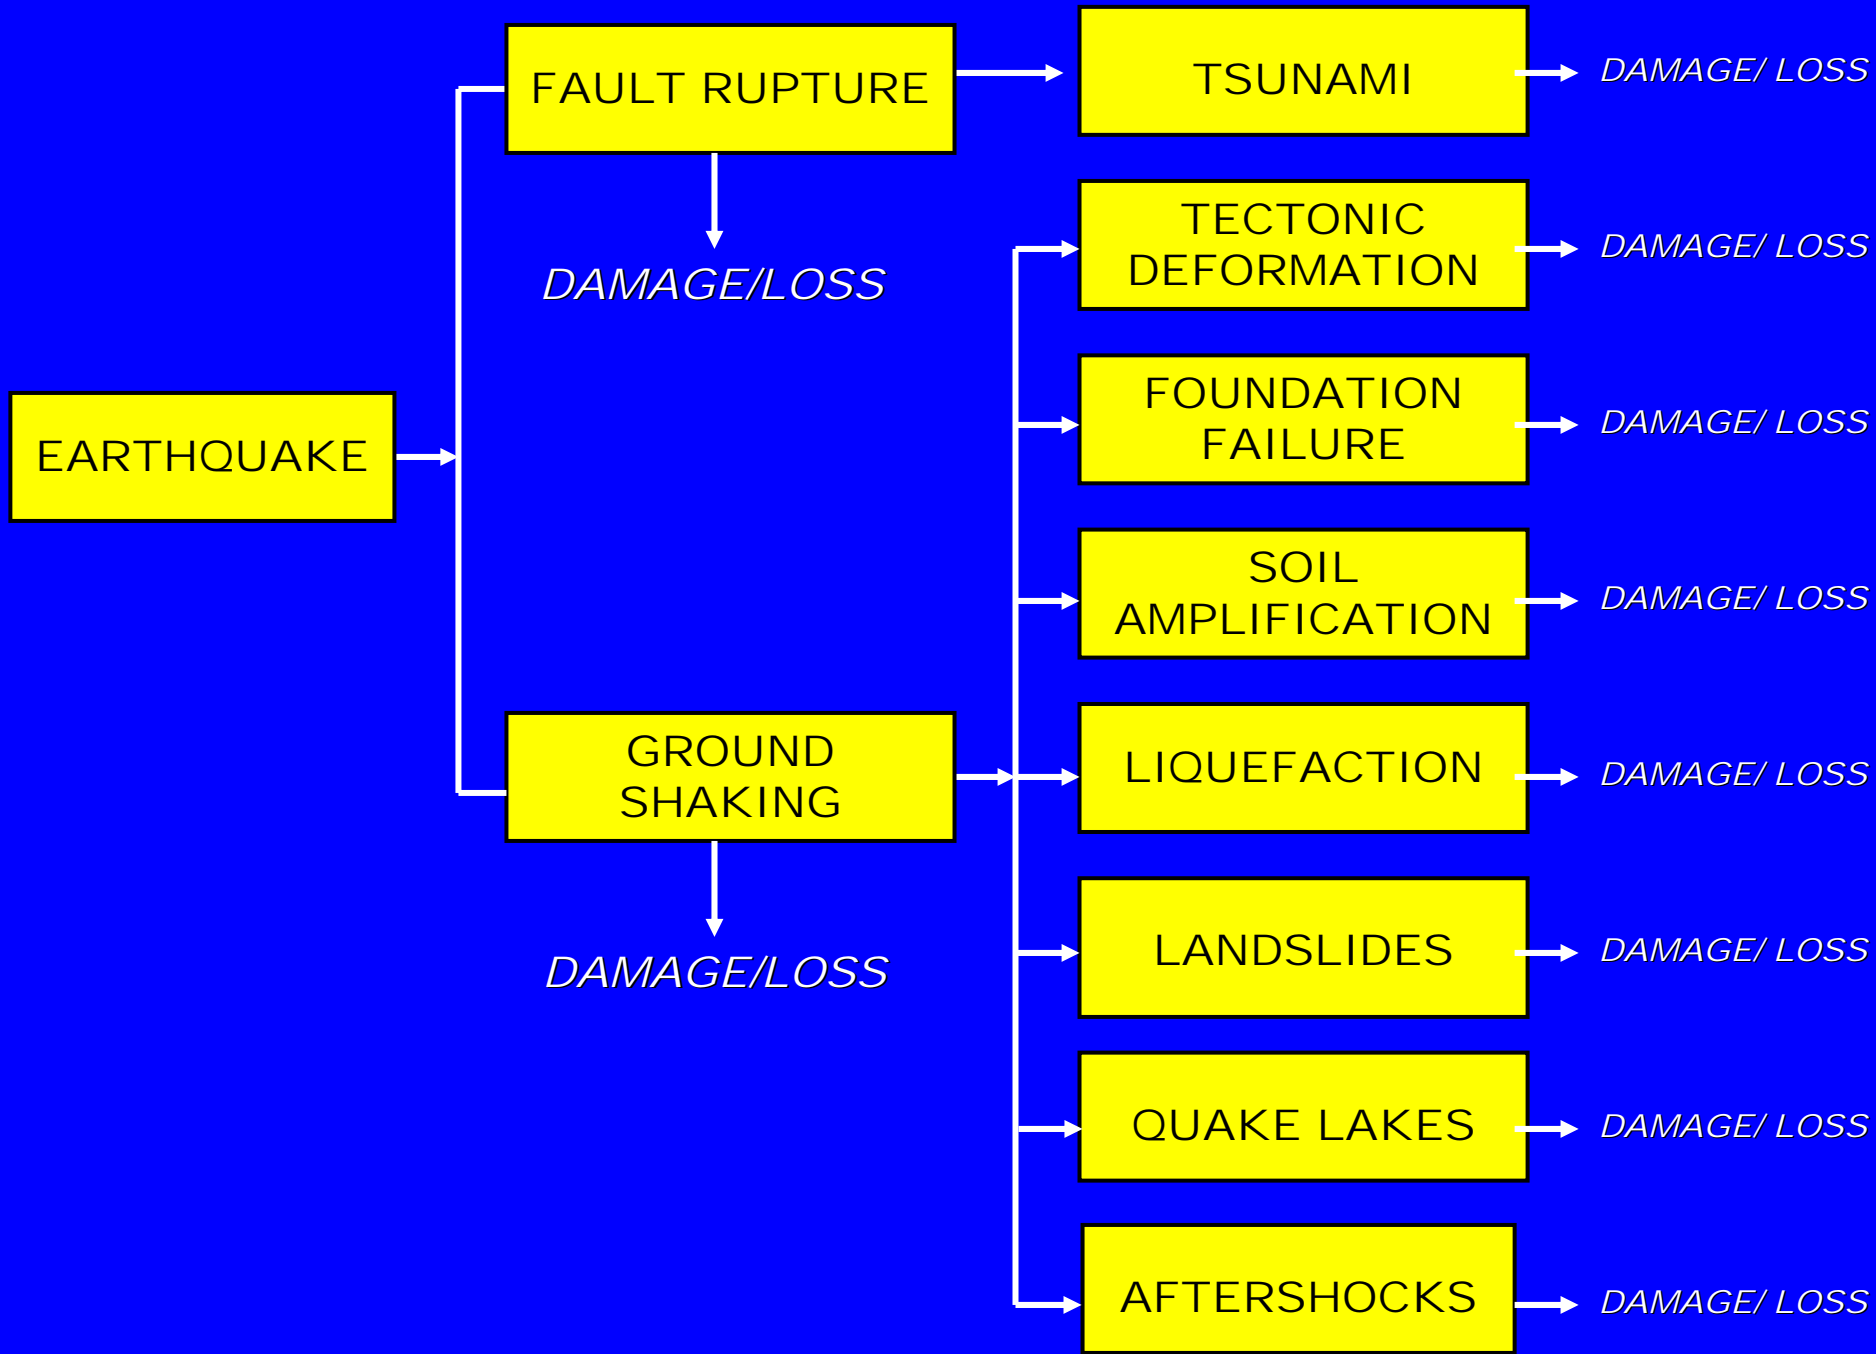 FAULT RUPTURE
TSUNAMI
DAMAGE/ LOSS
TECTONIC
DEFORMATION
DAMAGE/ LOSS
DAMAGE/LOSS
FOUNDATION
FAILURE
DAMAGE/ LOSS
EARTHQUAKE
SOIL
AMPLIFICATION
DAMAGE/ LOSS
GROUND
SHAKING
LIQUEFACTION
DAMAGE/ LOSS
DAMAGE/LOSS
LANDSLIDES
DAMAGE/ LOSS
QUAKE LAKES
DAMAGE/ LOSS
AFTERSHOCKS
DAMAGE/ LOSS